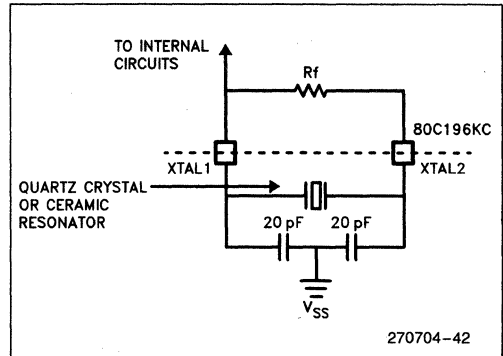 TO INTERNAL
CIRCUITS
Rf
80C196KC
XTAL1
XTAL2
QUARTZ CRYSTAL
OR CERAMIC
RESONATOR
20 pF
20 pF
VSS
270704-42